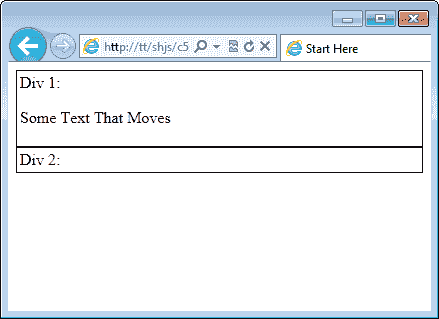 http://tt/shjs/c5
Start Here
Div 1:
Some Text That Moves
Div 2: